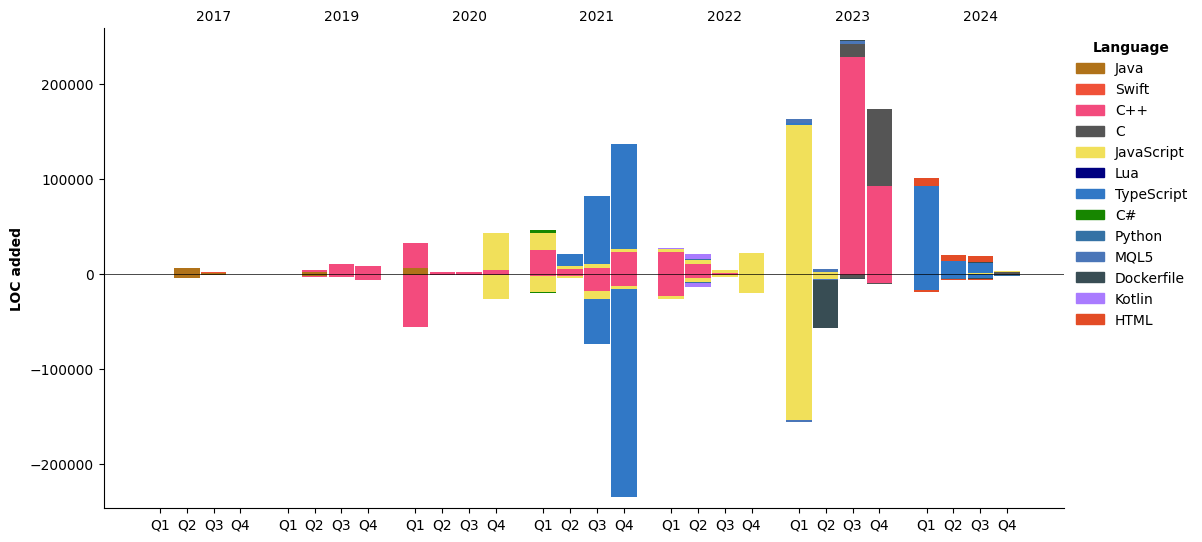 2017 2019 2020 2021 2022 2023 2024
Language
Java
Swift
C++
C
JavaScript
Lua
TypeScript
C#
Python
MQL5
Dockerfile
Kotlin
HTML
LOC added
200000
100000
0
−100000
−200000
Q1 Q2 Q3 Q4 Q1 Q2 Q3 Q4 Q1 Q2 Q3 Q4 Q1 Q2 Q3 Q4 Q1 Q2 Q3 Q4 Q1 Q2 Q3 Q4 Q1 Q2 Q3 Q4